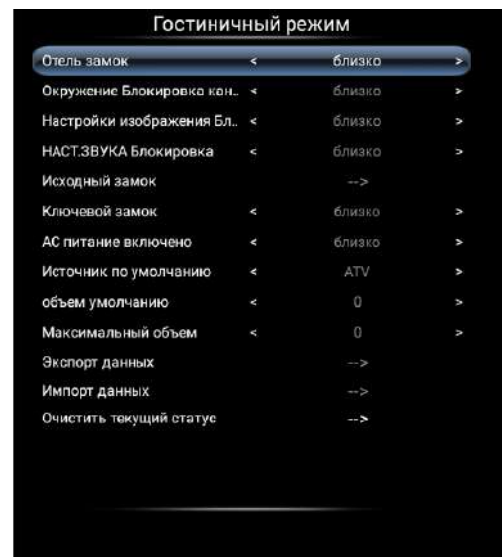 Гостиничный режим
Отель замок < близко >
Окружение Блокировка кан.. < близко >
Настройки изображения Бл.. < близко >
НАСТ.ЗВУКА Блокировка < близко >
Исходный замок -->
Ключевой замок < близко >
АС питание включено < близко >
Источник по умолчанию < ATV >
объем умолчанию < 0 >
Максимальный объем < 0 >
Экспорт данных -->
Импорт данных -->
Очистить текущий статус -->